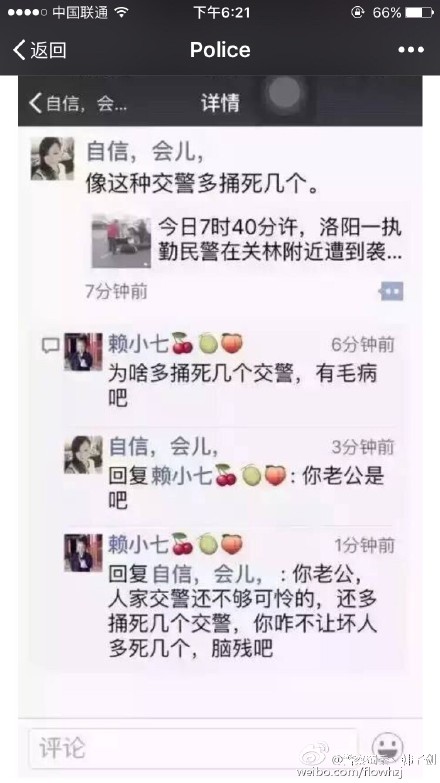 中国联通
下午6:21
66%
返回
Police
自信，会...
详情
自信，会儿，
像这种交警多捅死几个。
今日7时40分许，洛阳一执
勤民警在关林附近遭到袭...
7分钟前
赖小七🍒🍈🍑
6分钟前
为啥多捅死几个交警，有毛病
吧
自信，会儿，
3分钟前
回复赖小七🍒🍈🍑：你老公是
吧
赖小七🍒🍈🍑
1分钟前
回复自信，会儿，：你老公，
人家交警还不够可怜的，还多
捅死几个交警，你咋不让坏人
多死几个，脑残吧
评论
weibo.com/flowhzj